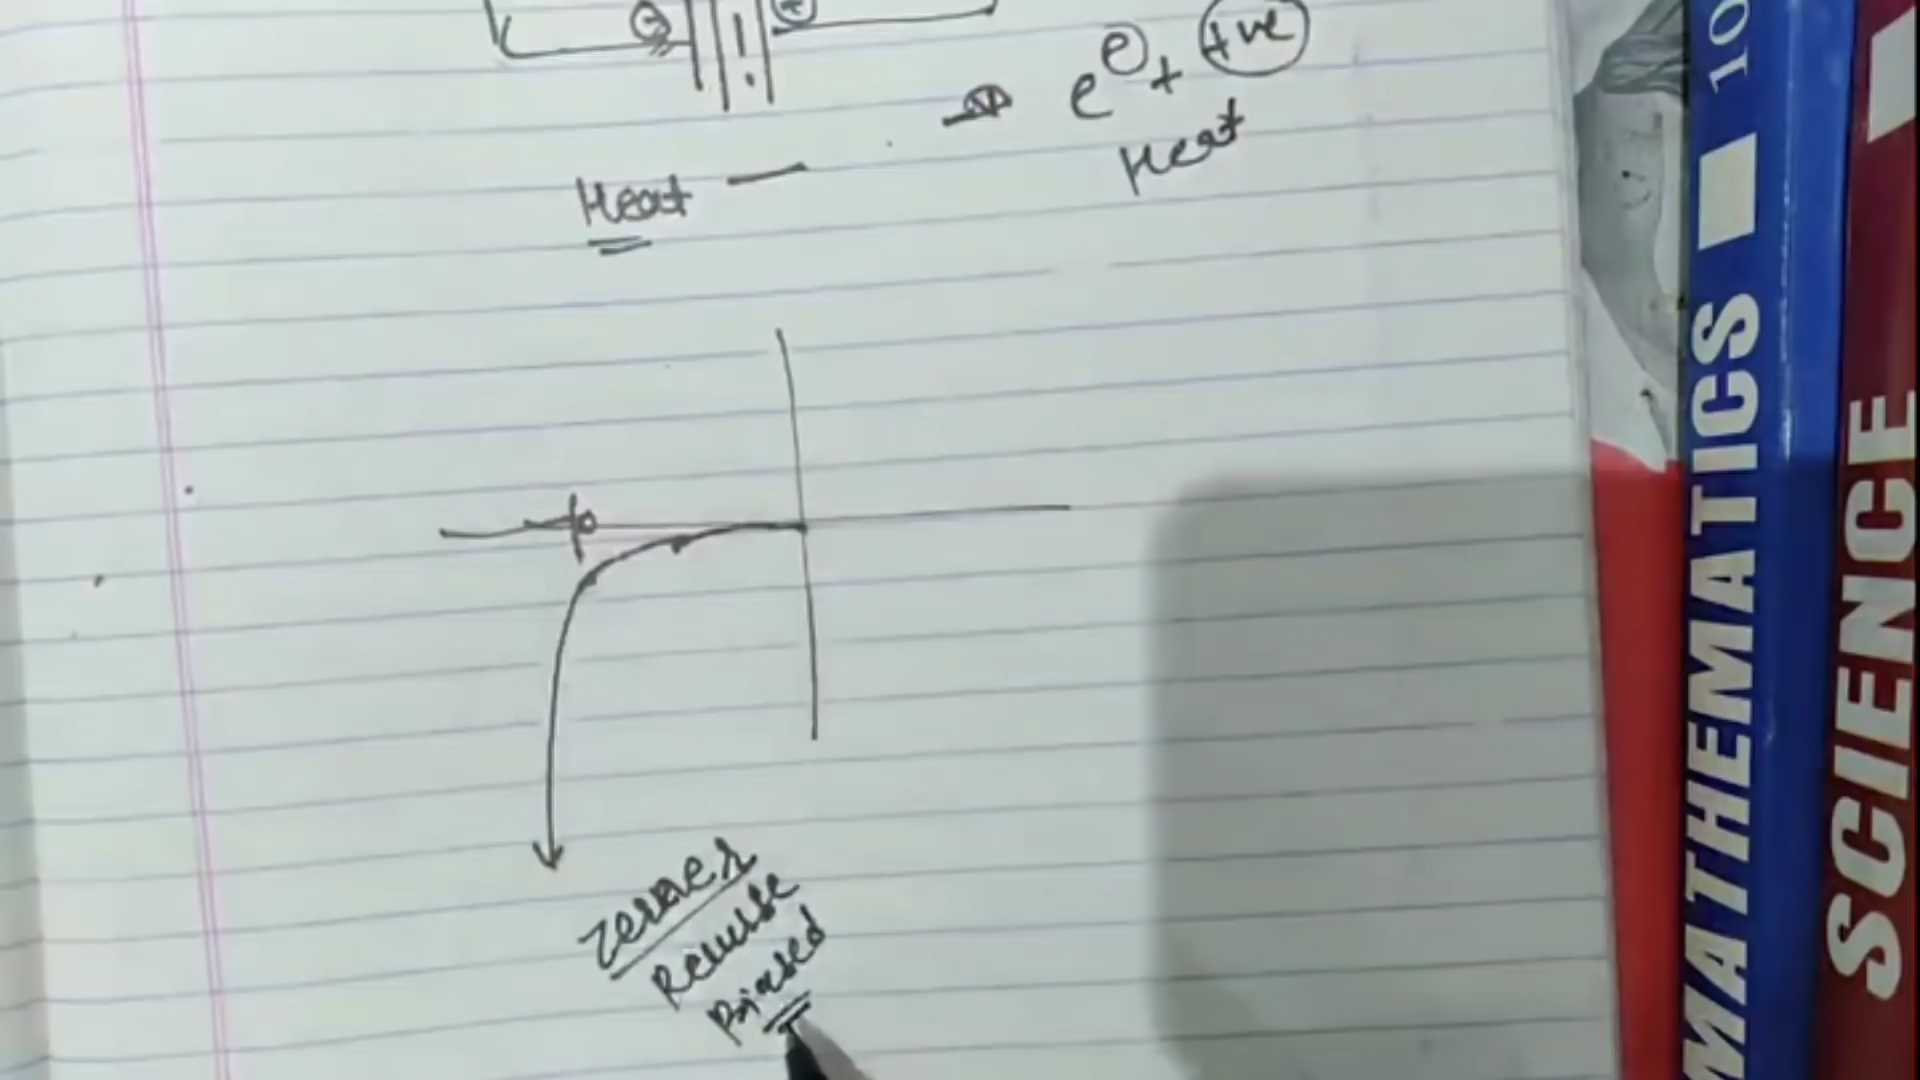 e⊖ + +ve
Heat
Heat
Zener
Reverse
Biased
10
MATHEMATICS
SCIENCE